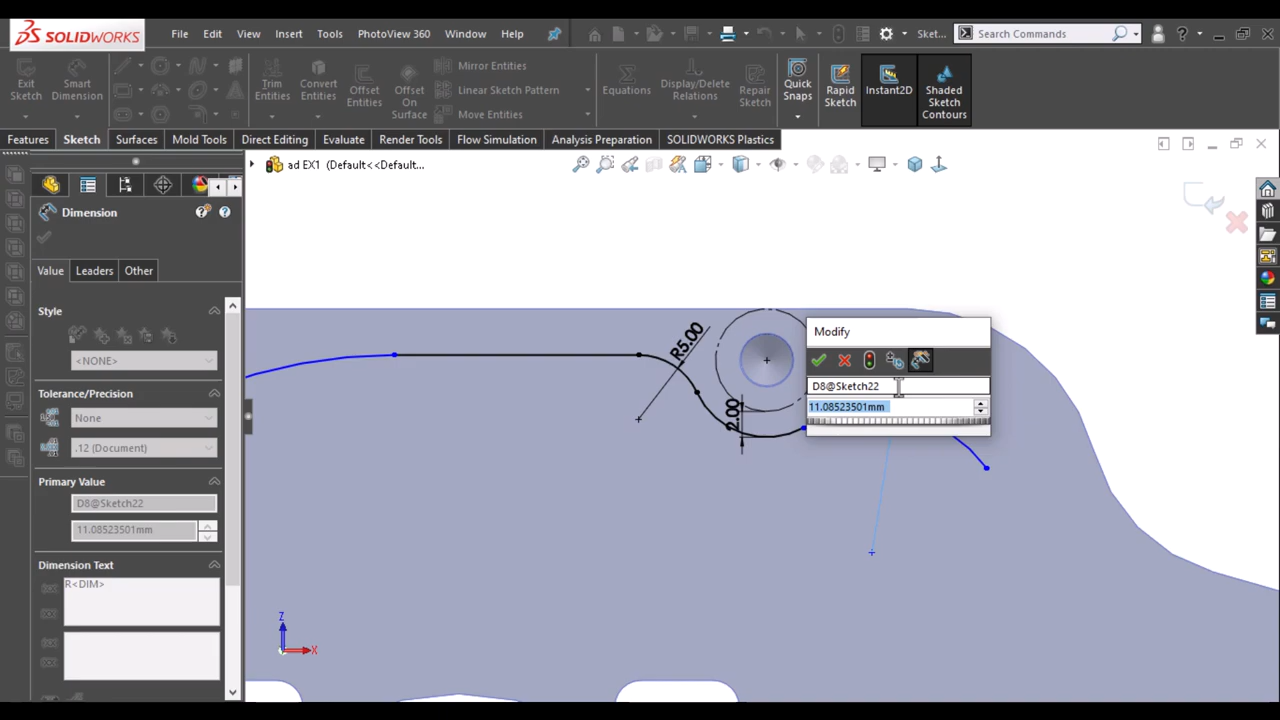 SOLIDWORKS
File Edit View Insert Tools PhotoView 360 Window Help
Sket...
Search Commands
Exit Sketch
Smart Dimension
Trim Entities
Convert Entities
Offset Entities
Offset On Surface
Mirror Entities
Linear Sketch Pattern
Move Entities
Equations
Display/Delete Relations
Repair Sketch
Quick Snaps
Rapid Sketch
Instant2D
Shaded Sketch Contours
Features Sketch Surfaces Mold Tools Direct Editing Evaluate Render Tools Flow Simulation Analysis Preparation SOLIDWORKS Plastics
ad EX1 (Default<<Default...
Dimension
Value Leaders Other
Style
<NONE>
Tolerance/Precision
None
.12 (Document)
Primary Value
D8@Sketch22
11.08523501mm
Dimension Text
R<DIM>
R5.00
2.00
Modify
D8@Sketch22
11.08523501mm
Z
X